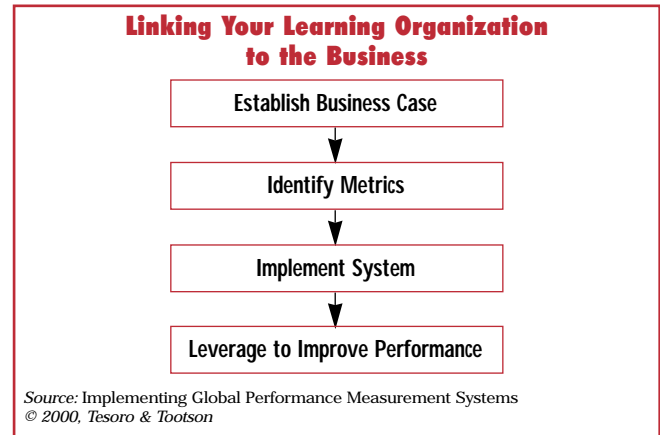 Linking Your Learning Organization
to the Business
Establish Business Case
Identify Metrics
Implement System
Leverage to Improve Performance
Source: Implementing Global Performance Measurement Systems
© 2000, Tesoro & Tootson